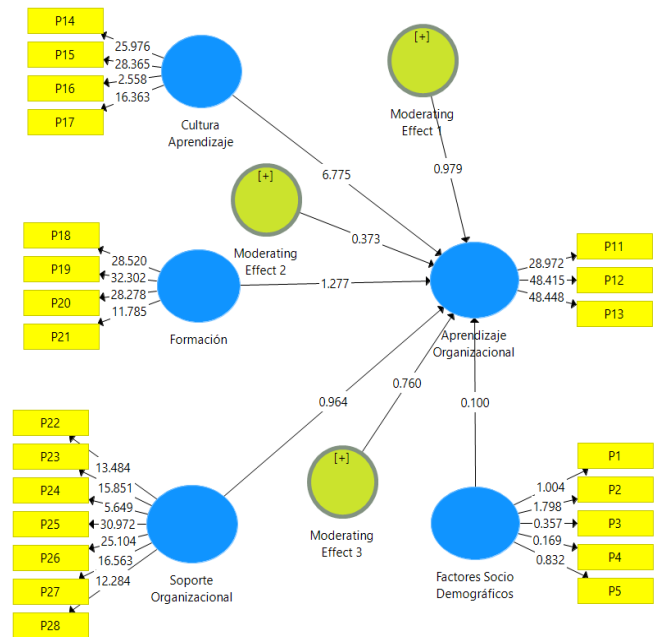 P14
P15
P16
P17
25.976
28.365
2.558
16.363
Cultura
Aprendizaje
[+]
Moderating
Effect 1
6.775
0.979
[+]
Moderating
Effect 2
0.373
P18
P19
P20
P21
28.520
32.302
28.278
11.785
Formación
1.277
Aprendizaje
Organizacional
28.972
48.415
48.448
P11
P12
P13
0.964
0.760
0.100
P22
P23
P24
P25
P26
P27
P28
13.484
15.851
5.649
30.972
25.104
16.563
12.284
Soporte
Organizacional
[+]
Moderating
Effect 3
Factores Socio
Demográficos
1.004
1.798
0.357
0.169
0.832
P1
P2
P3
P4
P5